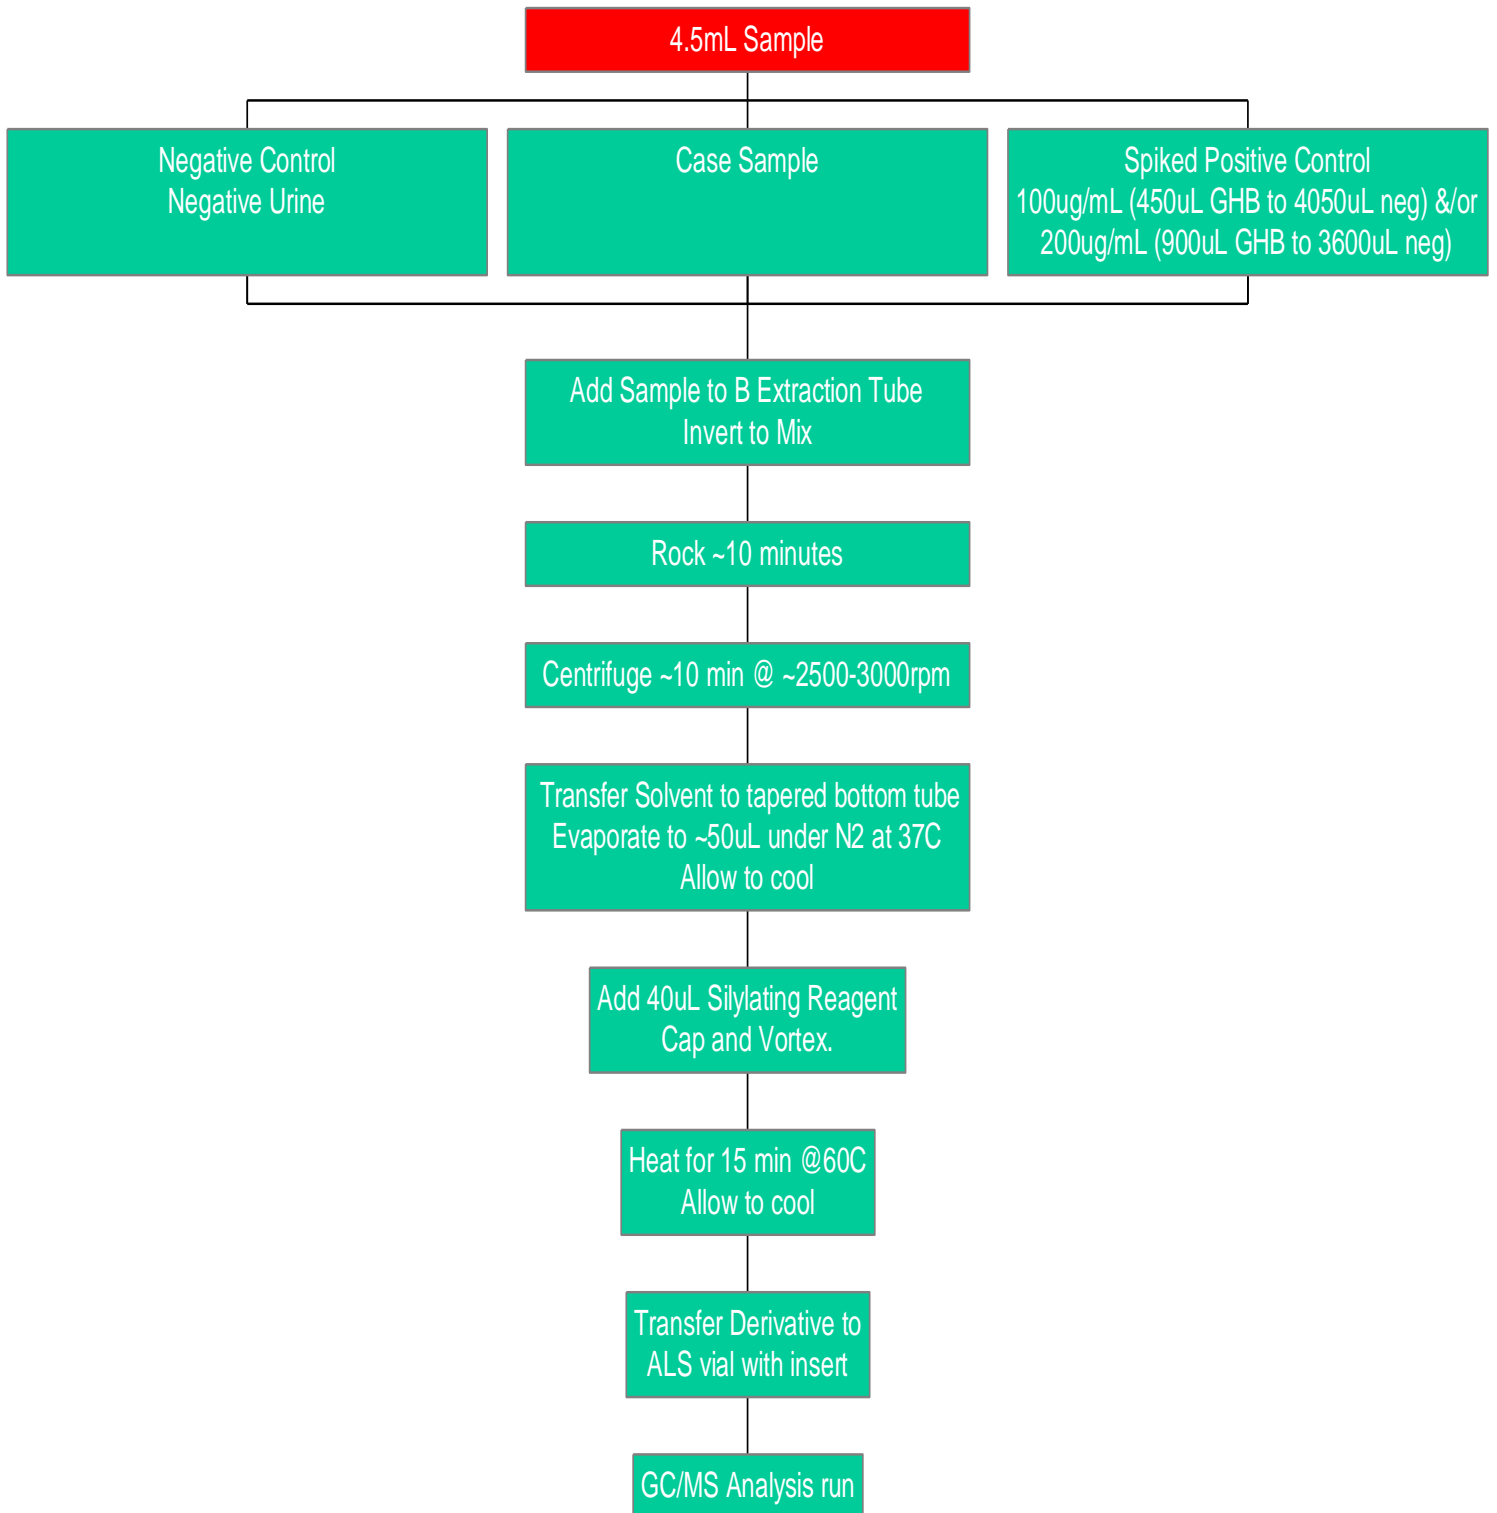 4.5mL Sample
Negative Control
Negative Urine
Case Sample
Spiked Positive Control
100ug/mL (450uL GHB to 4050uL neg) &/or
200ug/mL (900uL GHB to 3600uL neg)
Add Sample to B Extraction Tube
Invert to Mix
Rock ~10 minutes
Centrifuge ~10 min @ ~2500-3000rpm
Transfer Solvent to tapered bottom tube
Evaporate to ~50uL under N2 at 37C
Allow to cool
Add 40uL Silylating Reagent
Cap and Vortex.
Heat for 15 min @60C
Allow to cool
Transfer Derivative to
ALS vial with insert
GC/MS Analysis run